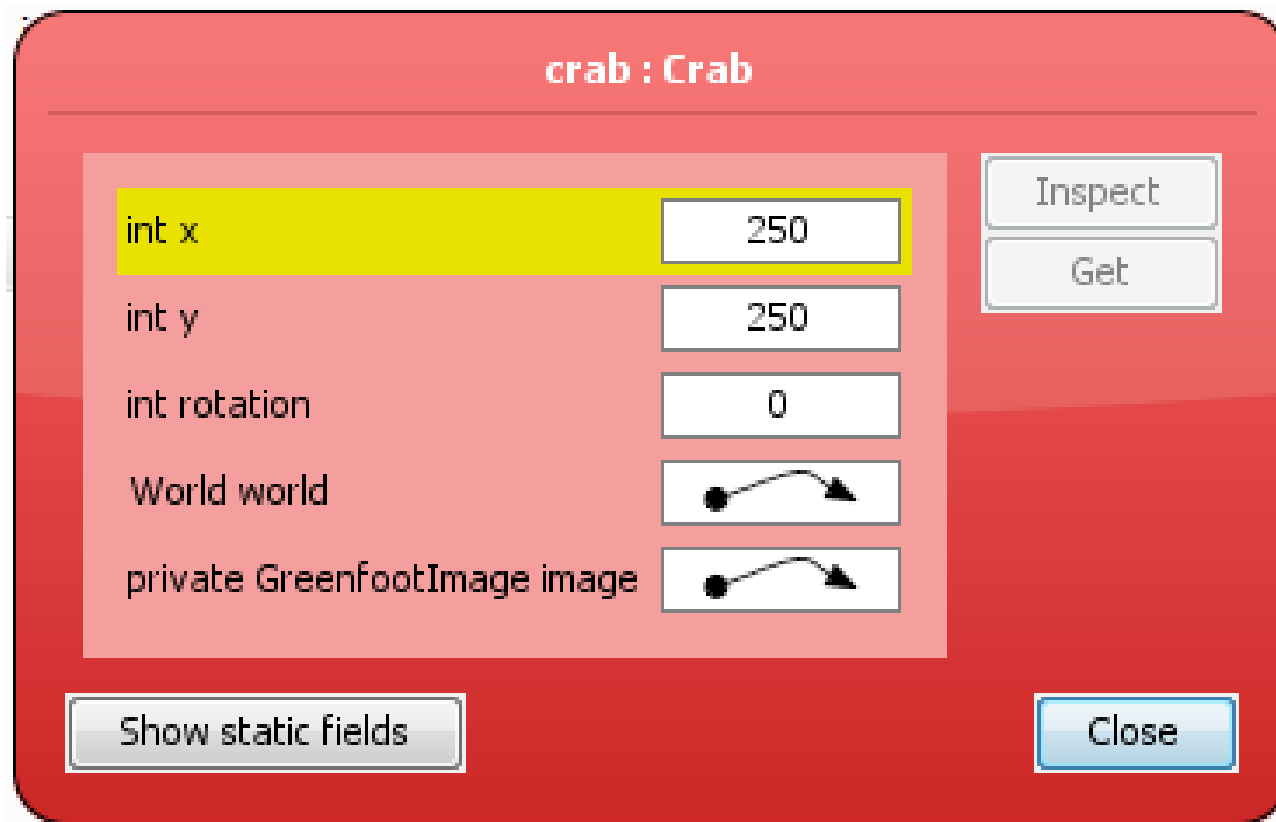 crab : Crab
int x 250
int y 250
int rotation 0
World world
private GreenfootImage image
Inspect
Get
Show static fields
Close